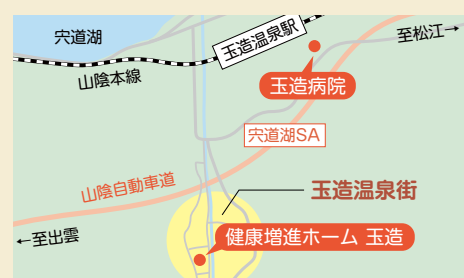 宍道湖
玉造温泉駅
至松江→
山陰本線
玉造病院
宍道湖SA
山陰自動車道
玉造温泉街
←至出雲
健康増進ホーム 玉造